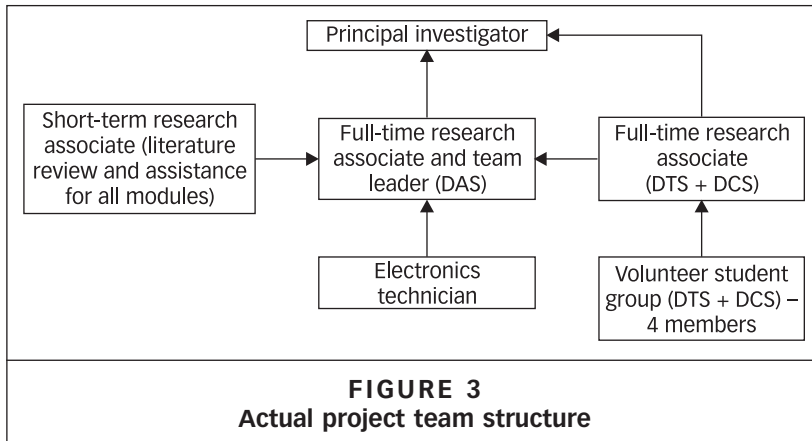 Principal investigator
Short-term research
associate (literature
review and assistance
for all modules)
Full-time research
associate and team
leader (DAS)
Full-time research
associate
(DTS + DCS)
Electronics
technician
Volunteer student
group (DTS + DCS) –
4 members
FIGURE 3
Actual project team structure